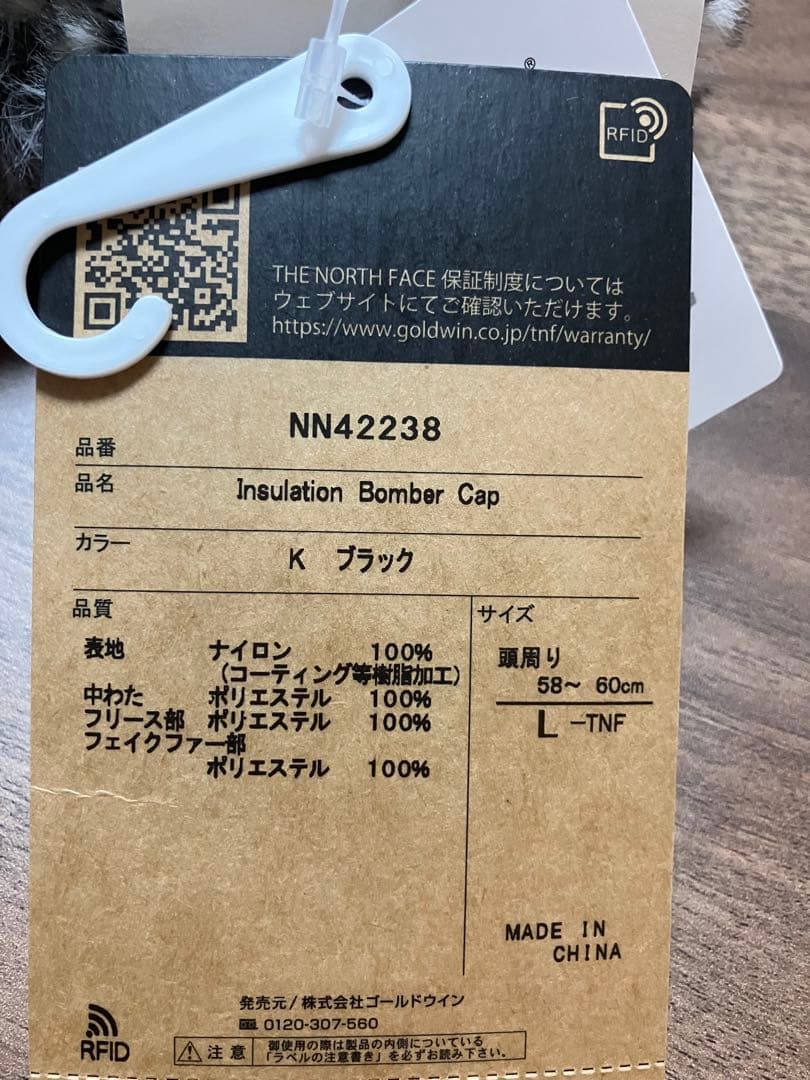 ®
RFID
THE NORTH FACE 保証制度については
ウェブサイトにてご確認いただけます。
https://www.goldwin.co.jp/tnf/warranty/
品番 NN42238
品名 Insulation Bomber Cap
カラー K ブラック
品質
表地 ナイロン 100%
(コーティング等樹脂加工)
中わた ポリエステル 100%
フリース部 ポリエステル 100%
フェイクファー部
ポリエステル 100%
サイズ
頭周り
58~ 60cm
L -TNF
MADE IN
CHINA
発売元/株式会社ゴールドウイン
0120-307-560
RFID
注意
御使用の際は製品の内側についている
「ラベルの注意書き」を必ずお読み下さい。